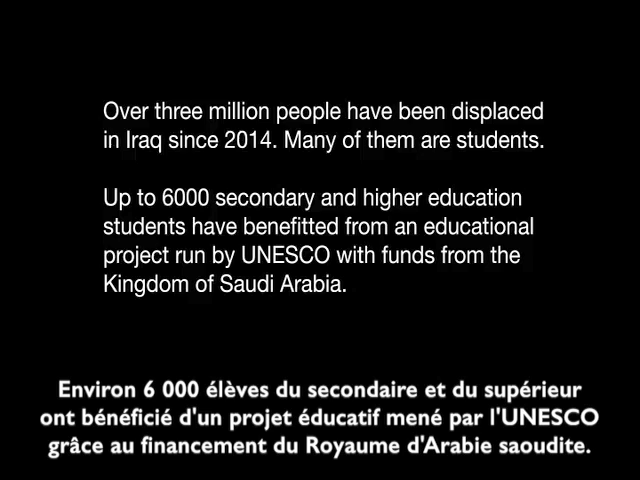 Over three million people have been displaced
in Iraq since 2014. Many of them are students.
Up to 6000 secondary and higher education
students have benefitted from an educational
project run by UNESCO with funds from the
Kingdom of Saudi Arabia.
Environ 6 000 élèves du secondaire et du supérieur
ont bénéficié d'un projet éducatif mené par l'UNESCO
grâce au financement du Royaume d'Arabie saoudite.